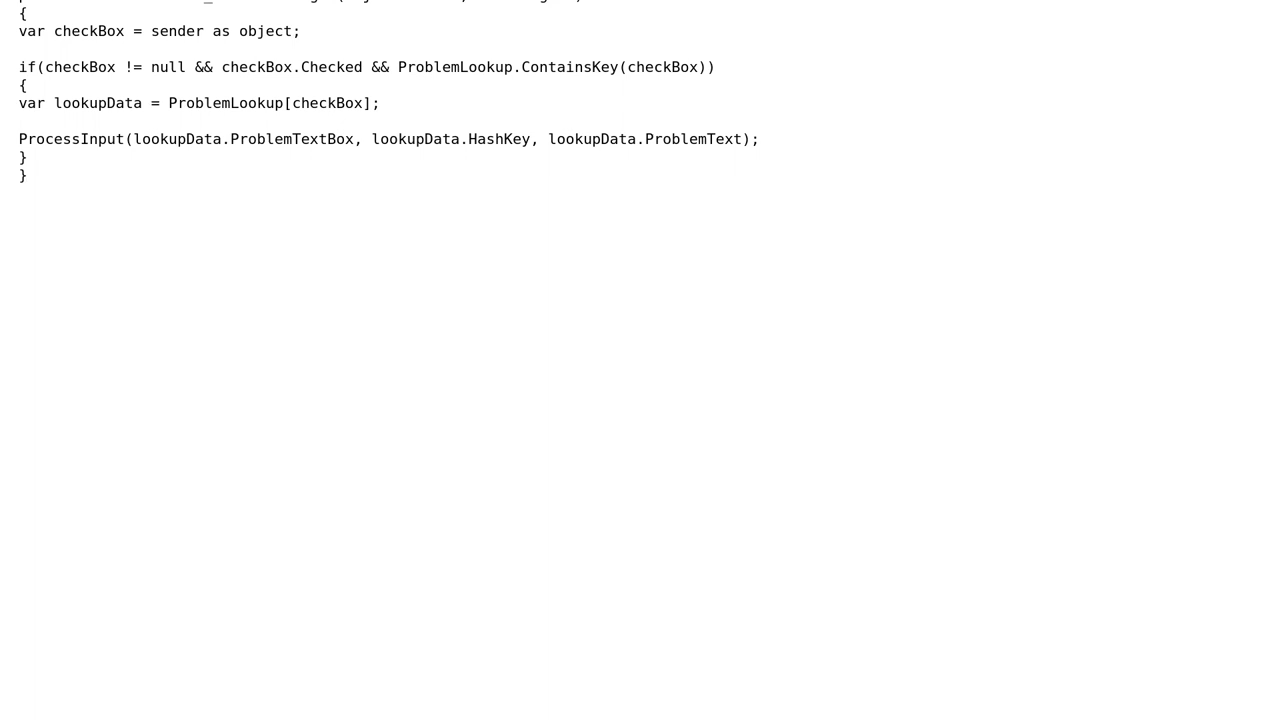 {
var checkBox = sender as object;
if(checkBox != null && checkBox.Checked && ProblemLookup.ContainsKey(checkBox))
{
var lookupData = ProblemLookup[checkBox];
ProcessInput(lookupData.ProblemTextBox, lookupData.HashKey, lookupData.ProblemText);
}
}